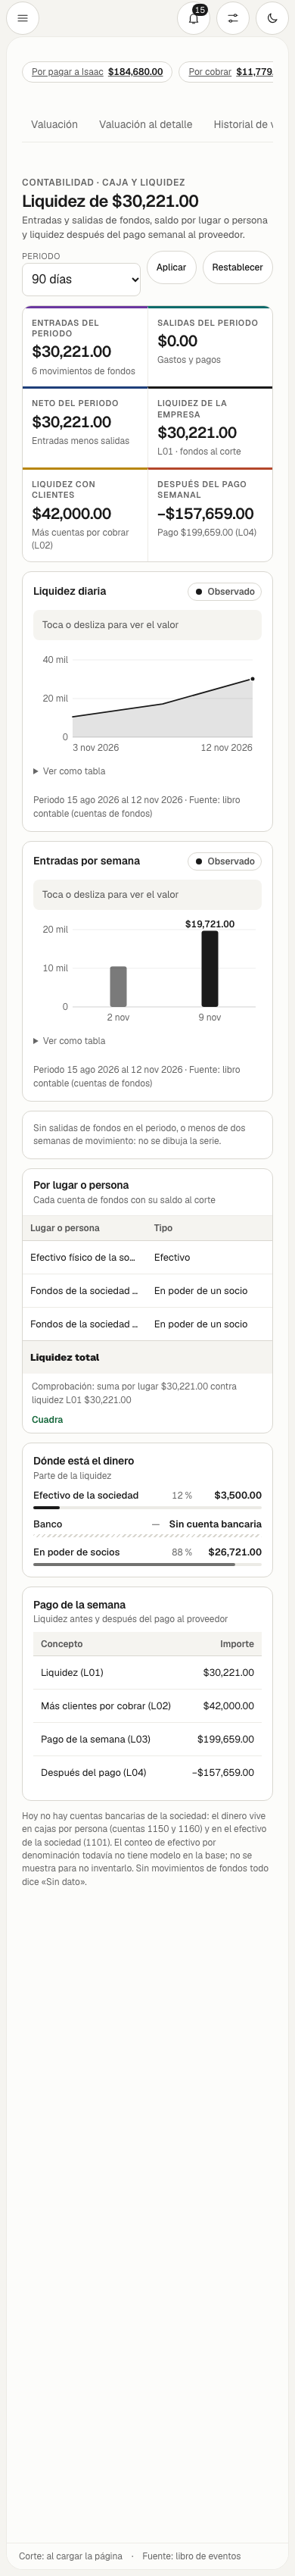 15
Por pagar a Isaac $184,680.00 Por cobrar $11,779.
Valuación Valuación al detalle Historial de v
CONTABILIDAD · CAJA Y LIQUIDEZ
Liquidez de $30,221.00
Entradas y salidas de fondos, saldo por lugar o persona
y liquidez después del pago semanal al proveedor.
PERIODO
90 días Aplicar Restablecer
ENTRADAS DEL
PERIODO
$30,221.00
6 movimientos de fondos
SALIDAS DEL PERIODO
$0.00
Gastos y pagos
NETO DEL PERIODO
$30,221.00
Entradas menos salidas
LIQUIDEZ DE LA
EMPRESA
$30,221.00
L01 · fondos al corte
LIQUIDEZ CON
CLIENTES
$42,000.00
Más cuentas por cobrar
(L02)
DESPUÉS DEL PAGO
SEMANAL
−$157,659.00
Pago $199,659.00 (L04)
Liquidez diaria Observado
Toca o desliza para ver el valor
40 mil
20 mil
0
3 nov 2026 12 nov 2026
Ver como tabla
Periodo 15 ago 2026 al 12 nov 2026 · Fuente: libro
contable (cuentas de fondos)
Entradas por semana Observado
Toca o desliza para ver el valor
$19,721.00
20 mil
10 mil
0
2 nov 9 nov
Ver como tabla
Periodo 15 ago 2026 al 12 nov 2026 · Fuente: libro
contable (cuentas de fondos)
Sin salidas de fondos en el periodo, o menos de dos
semanas de movimiento: no se dibuja la serie.
Por lugar o persona
Cada cuenta de fondos con su saldo al corte
Lugar o persona Tipo
Efectivo físico de la so... Efectivo
Fondos de la sociedad ... En poder de un socio
Fondos de la sociedad ... En poder de un socio
Liquidez total
Comprobación: suma por lugar $30,221.00 contra
liquidez L01 $30,221.00
Cuadra
Dónde está el dinero
Parte de la liquidez
Efectivo de la sociedad 12 % $3,500.00
Banco — Sin cuenta bancaria
En poder de socios 88 % $26,721.00
Pago de la semana
Liquidez antes y después del pago al proveedor
Concepto Importe
Liquidez (L01) $30,221.00
Más clientes por cobrar (L02) $42,000.00
Pago de la semana (L03) $199,659.00
Después del pago (L04) −$157,659.00
Hoy no hay cuentas bancarias de la sociedad: el dinero vive
en cajas por persona (cuentas 1150 y 1160) y en el efectivo
de la sociedad (1101). El conteo de efectivo por
denominación todavía no tiene modelo en la base; no se
muestra para no inventarlo. Sin movimientos de fondos todo
dice «Sin dato».
Corte: al cargar la página · Fuente: libro de eventos